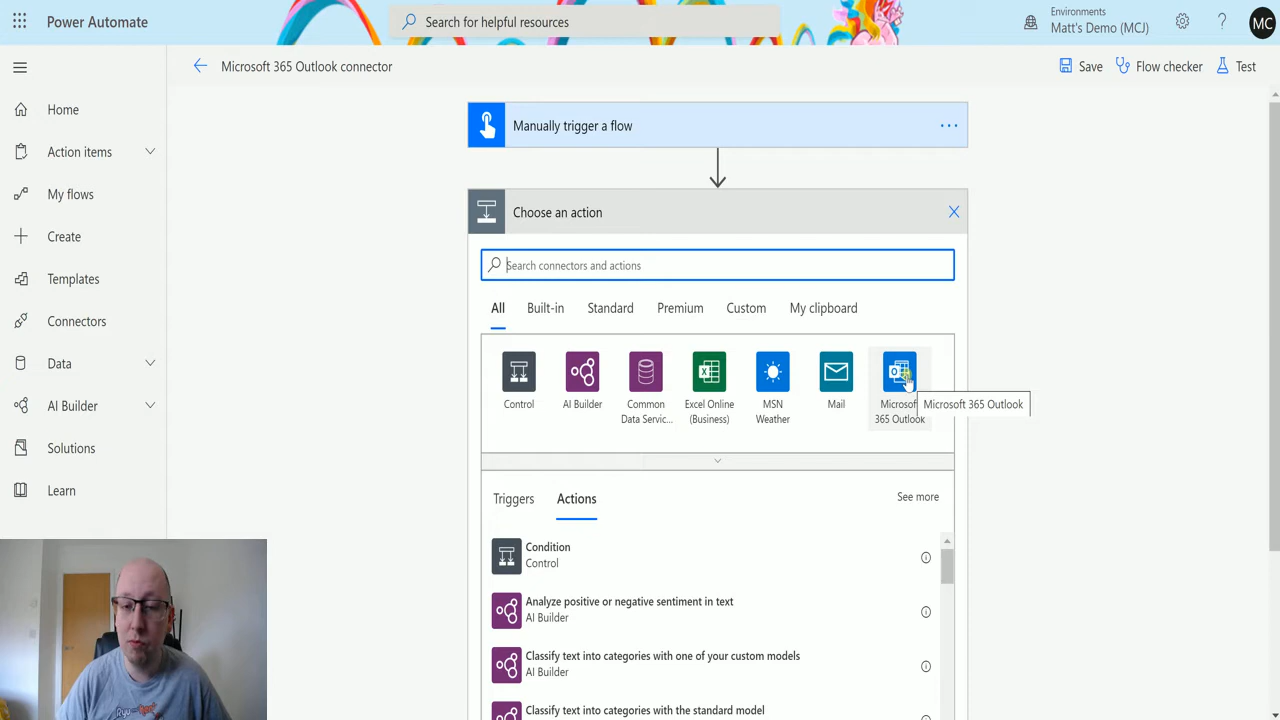 Power Automate
Search for helpful resources
Environments
Matt's Demo (MCJ)
MC
Microsoft 365 Outlook connector
Save
Flow checker
Test
Home
Action items
My flows
Create
Templates
Connectors
Data
AI Builder
Solutions
Learn
Manually trigger a flow
Choose an action
Search connectors and actions
All
Built-in
Standard
Premium
Custom
My clipboard
Control
AI Builder
Common
Data Servic...
Excel Online
(Business)
MSN
Weather
Mail
Microsof
365 Outlook
Microsoft 365 Outlook
Triggers
Actions
See more
Condition
Control
Analyze positive or negative sentiment in text
AI Builder
Classify text into categories with one of your custom models
AI Builder
Classify text into categories with the standard model